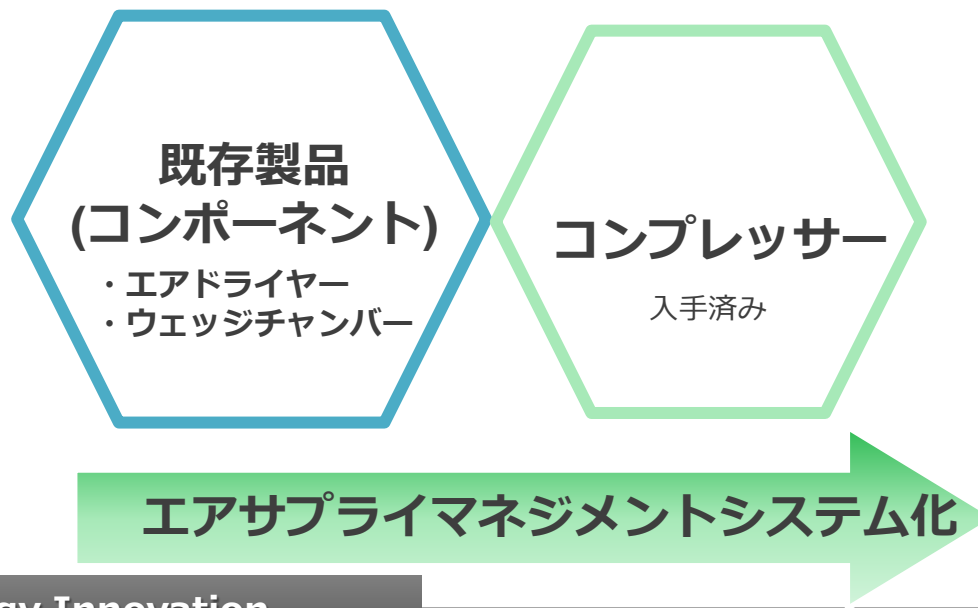 既存製品
(コンポーネント)
・エアドライヤー
・ウェッジチャンバー
コンプレッサー
入手済み
エアサプライマネジメントシステム化
gy Innovation